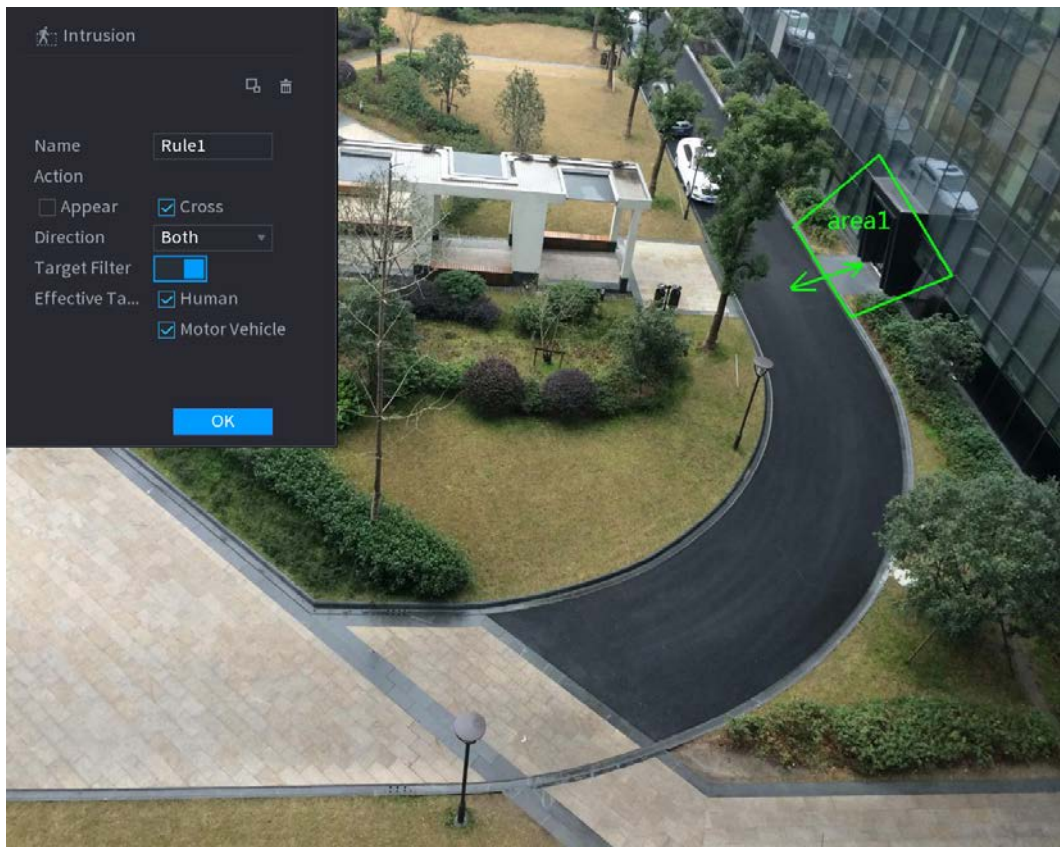 Intrusion
Name Rule1
Action
Appear Cross
Direction Both
Target Filter
Effective Ta... Human
Motor Vehicle
OK
area1